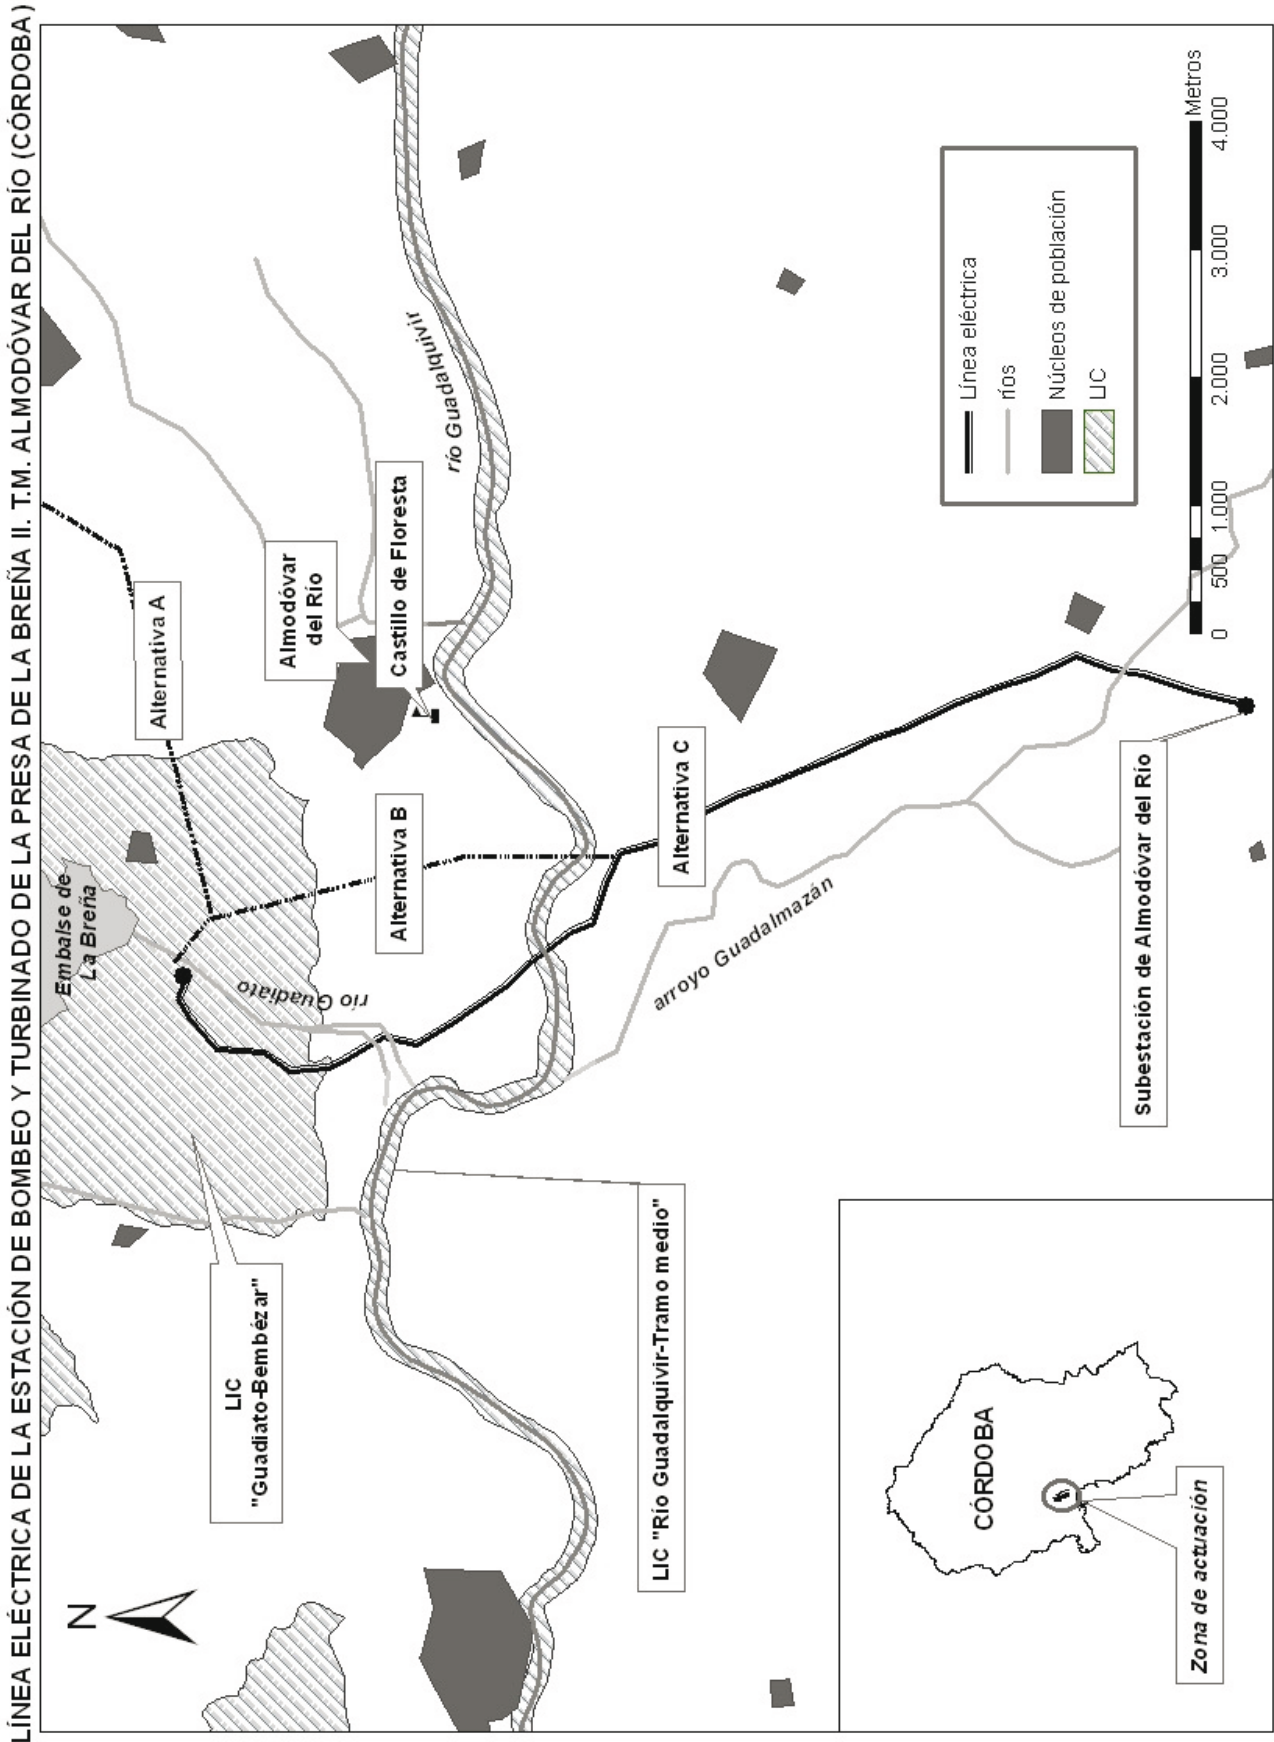 LÍNEA ELÉCTRICA DE LA ESTACIÓN DE BOMBEO Y TURBINADO DE LA PRESA DE LA BREÑA II. T.M. ALMODÓVAR DEL RÍO (CÓRDOBA)
N
LIC
"Guadiato-Bembézar"
Embalse de
La Breña
río Guadiato
Alternativa A
Alternativa B
Almodóvar
del Río
Castillo de Floresta
río Guadalquivir
LIC "Río Guadalquivir-Tramo medio"
Alternativa C
arroyo Guadalmazán
Subestación de Almodóvar del Río
CÓRDOBA
Zona de actuación
Línea eléctrica
ríos
Núcleos de población
LIC
Metros
0 500 1.000 2.000 3.000 4.000